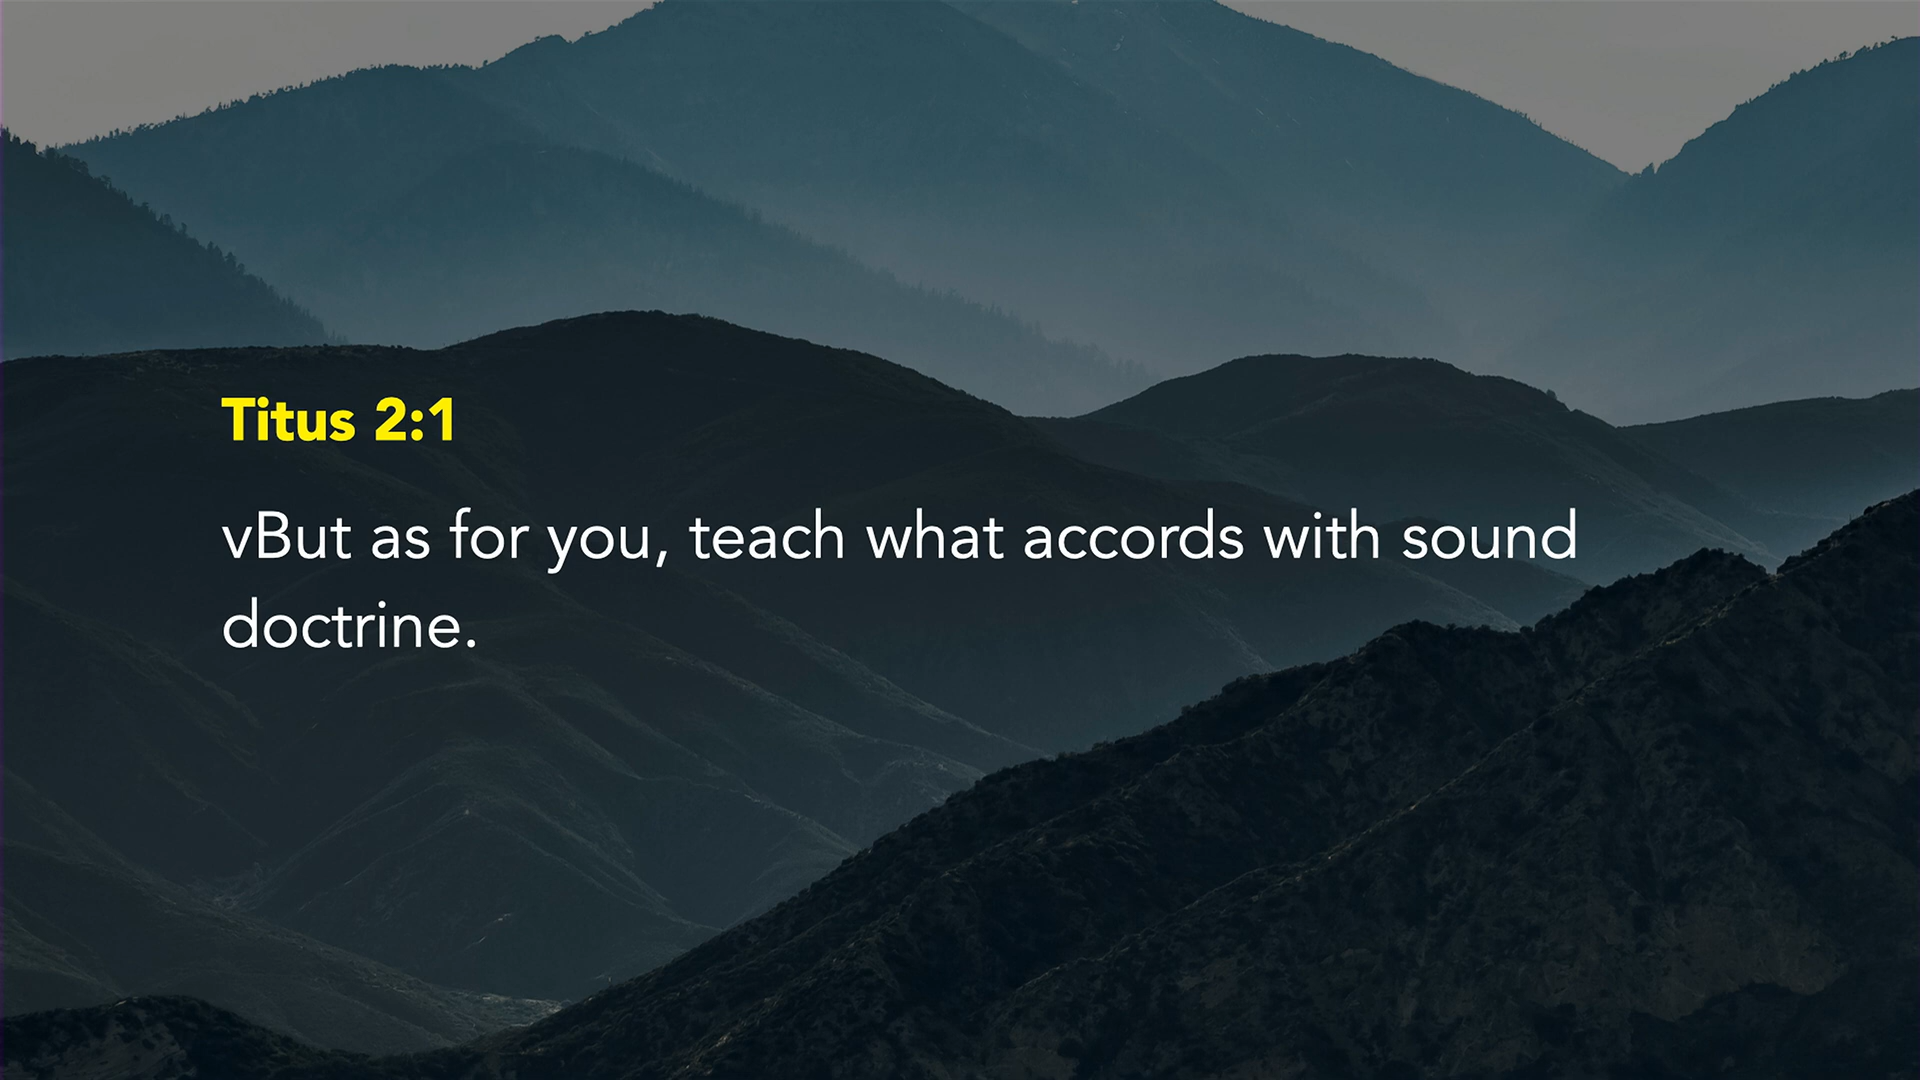 Titus 2:1
vBut as for you, teach what accords with sound
doctrine.